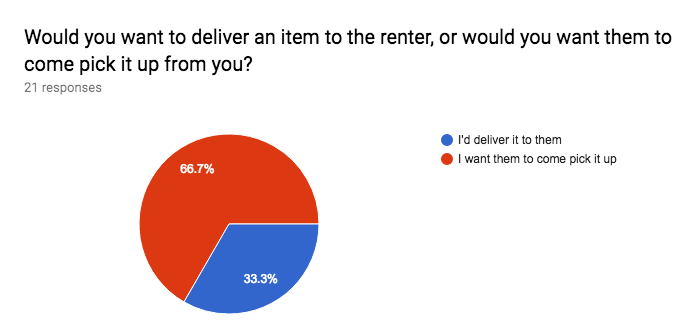 Would you want to deliver an item to the renter, or would you want them to
come pick it up from you?
21 responses
I'd deliver it to them
I want them to come pick it up
66.7%
33.3%